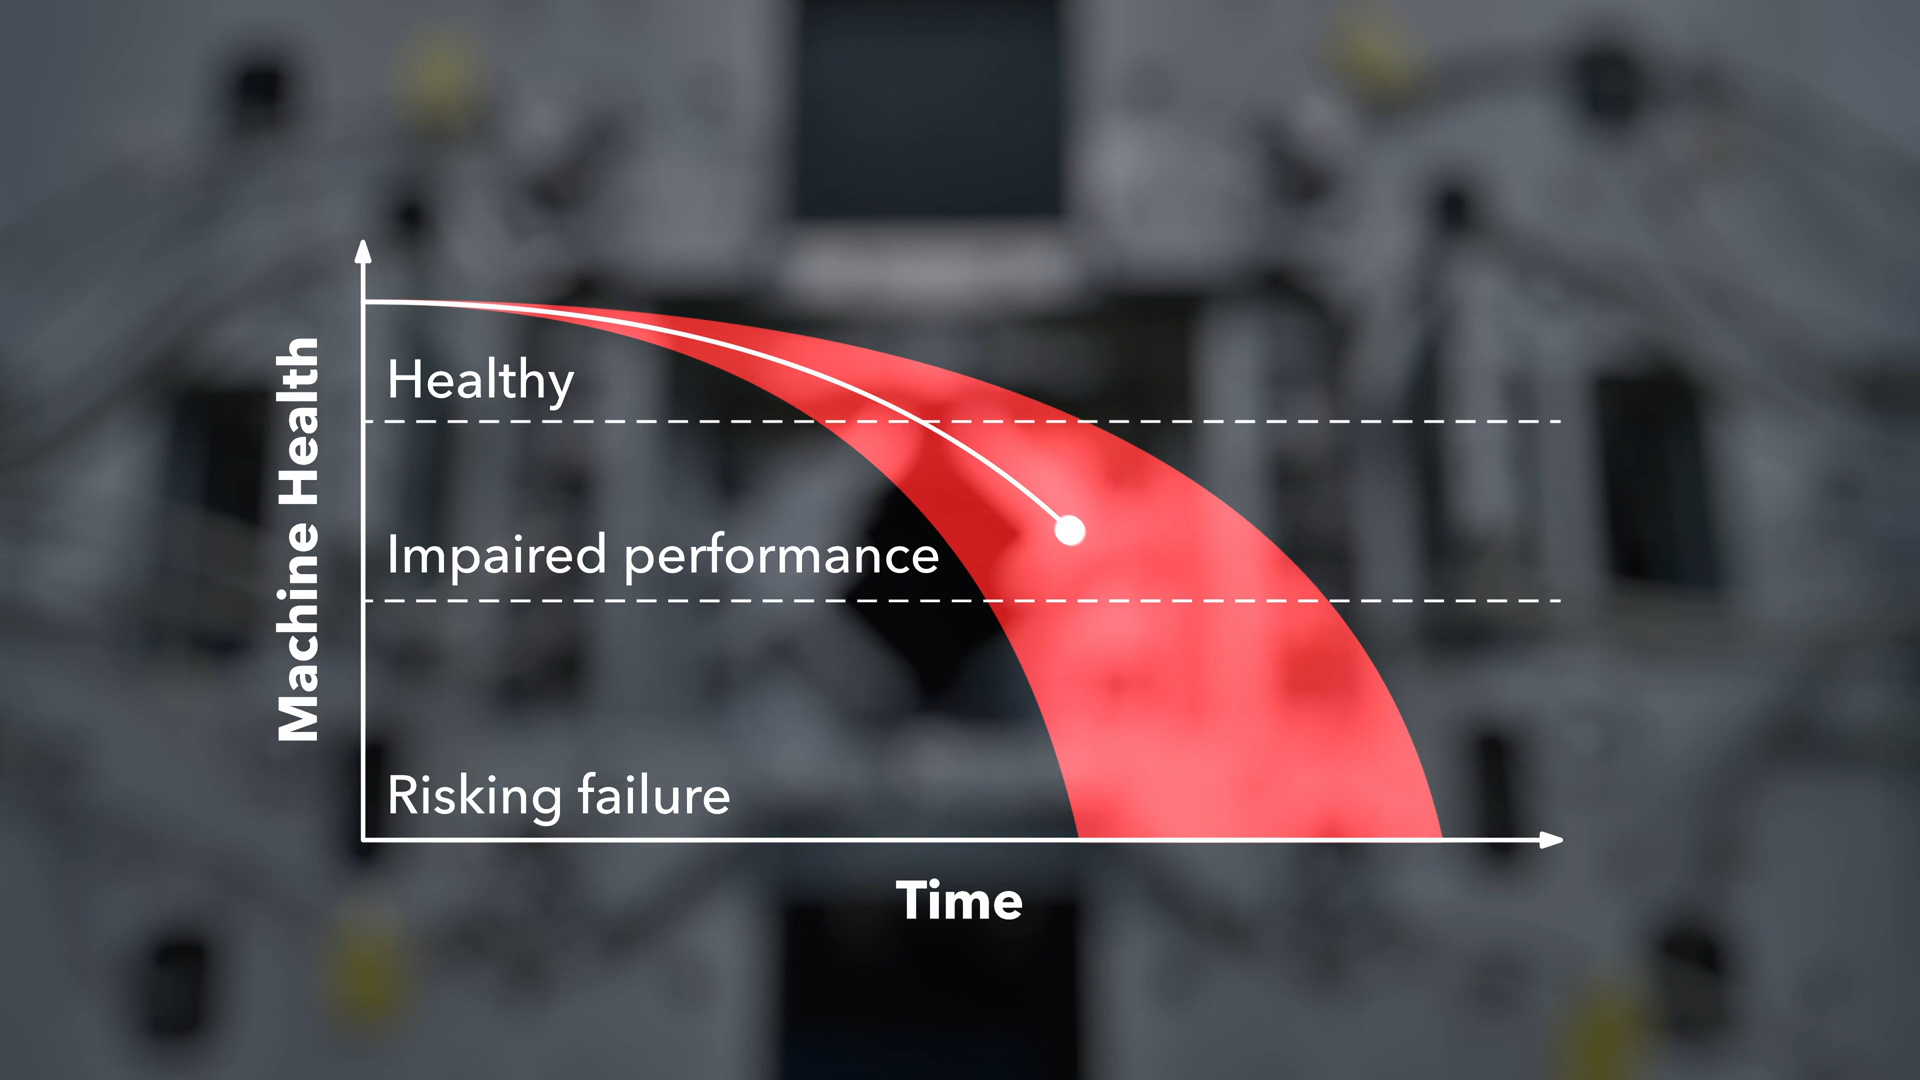 Machine Health
Healthy
Impaired performance
Risking failure
Time